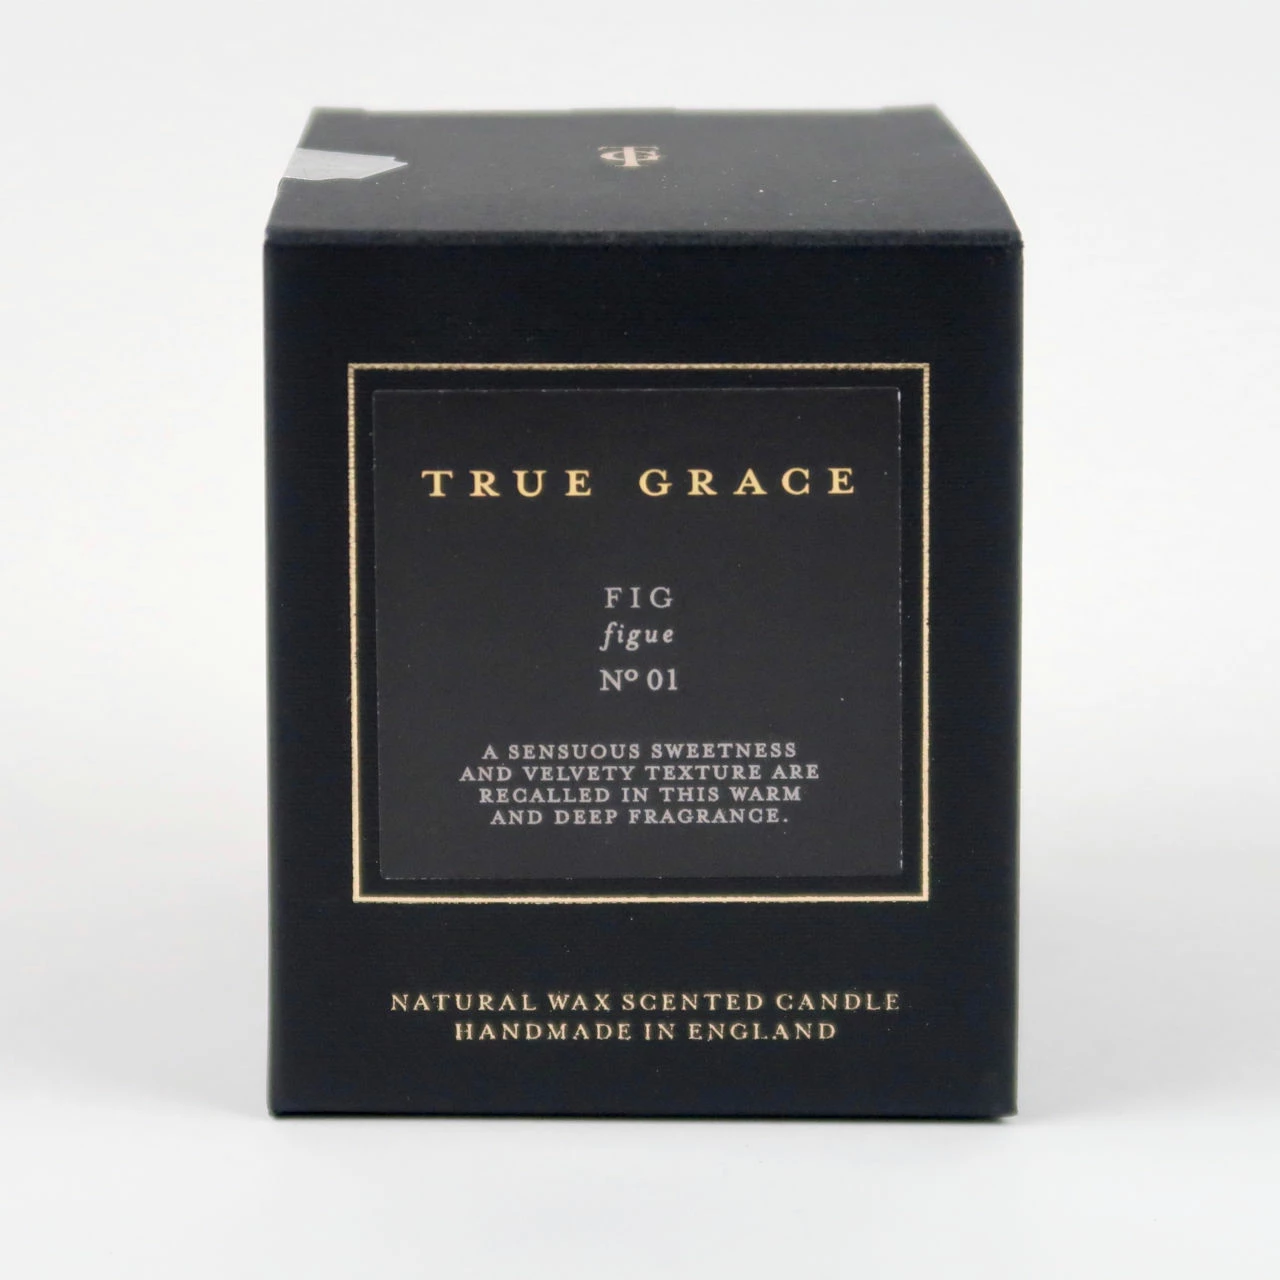 TG
TRUE GRACE
FIG
figue
Nº 01
A SENSUOUS SWEETNESS
AND VELVETY TEXTURE ARE
RECALLED IN THIS WARM
AND DEEP FRAGRANCE.
NATURAL WAX SCENTED CANDLE
HANDMADE IN ENGLAND